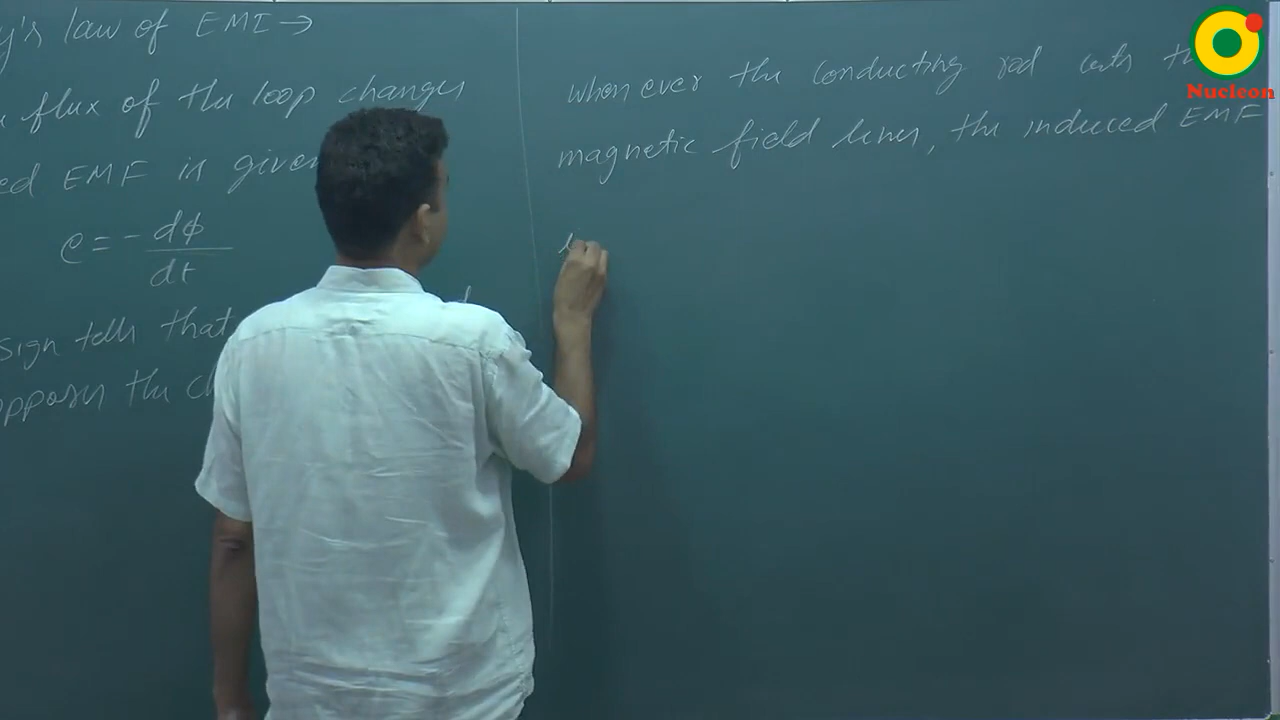 y's law of EMI →
flux of the loop changes
ed EMF is given
e = - dφ
dt
sign tells that
opposes the ch
whenever the conducting rod cuts th
magnetic field lines, the induced EMF
Nucleon